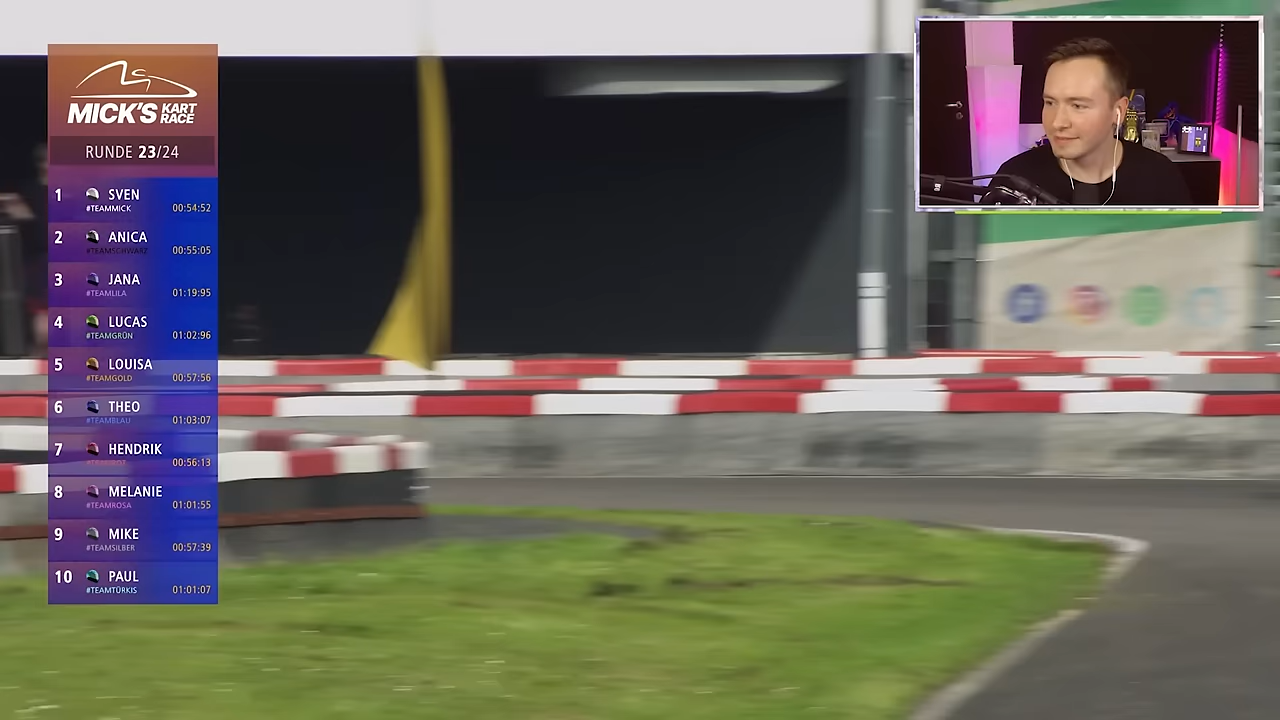 MICK'S KART RACE
RUNDE 23/24
1 SVEN
#TEAMMICK 00:54:52
2 ANICA
#TEAMSCHWARZ 00:55:05
3 JANA
#TEAMLILA 01:19:95
4 LUCAS
#TEAMGRÜN 01:02:96
5 LOUISA
#TEAMGOLD 00:57:56
6 THEO
#TEAMBLAU 01:03:07
7 HENDRIK
#TEAMROT 00:56:13
8 MELANIE
#TEAMROSA 01:01:55
9 MIKE
#TEAMSILBER 00:57:39
10 PAUL
#TEAMTÜRKIS 01:01:07